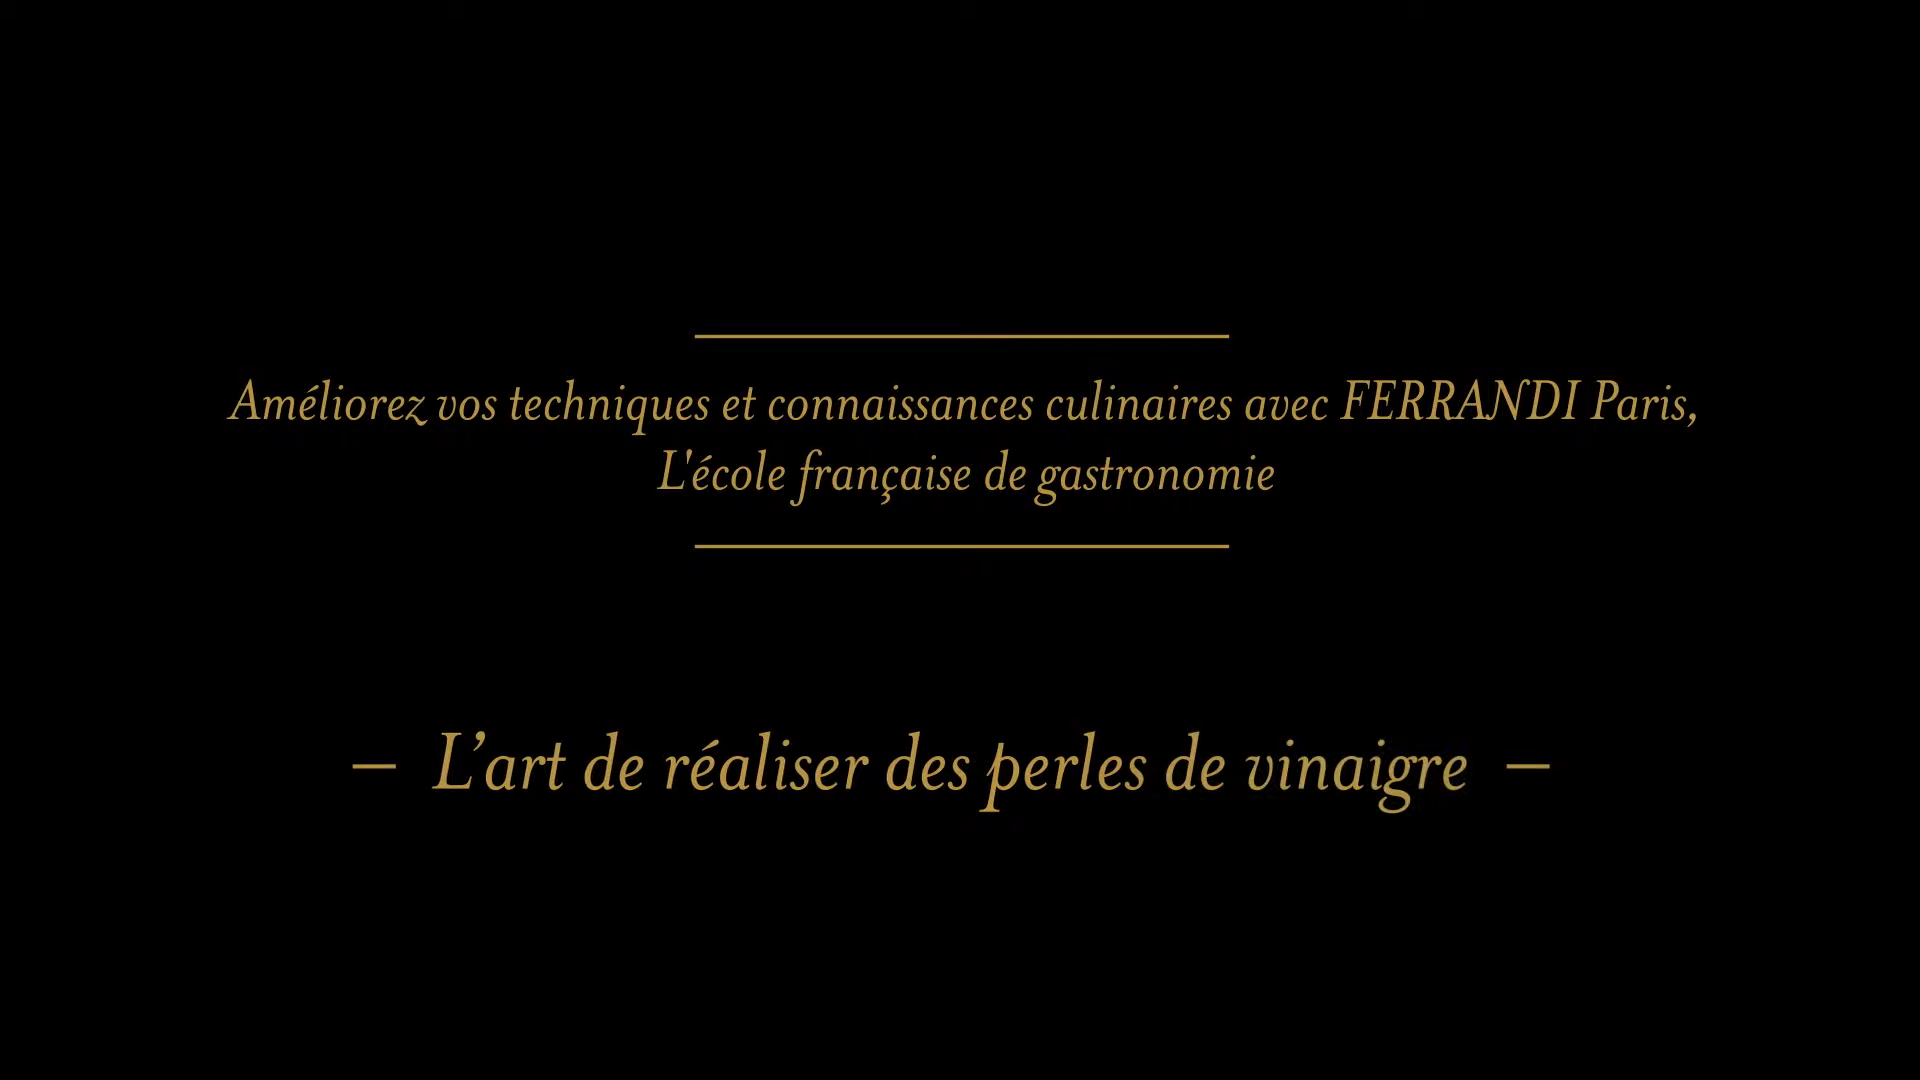 Améliorez vos techniques et connaissances culinaires avec FERRANDI Paris,
L'école française de gastronomie
– L’art de réaliser des perles de vinaigre –